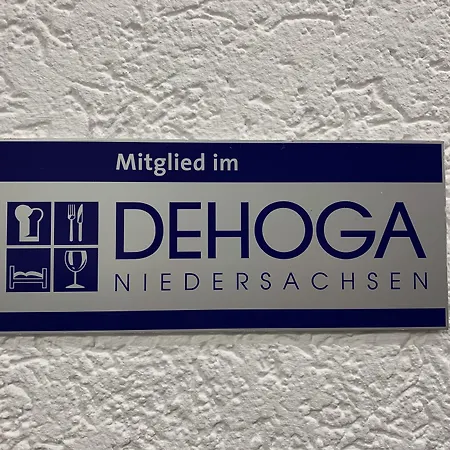 Mitglied im
DEHOGA
NIEDERSACHSEN